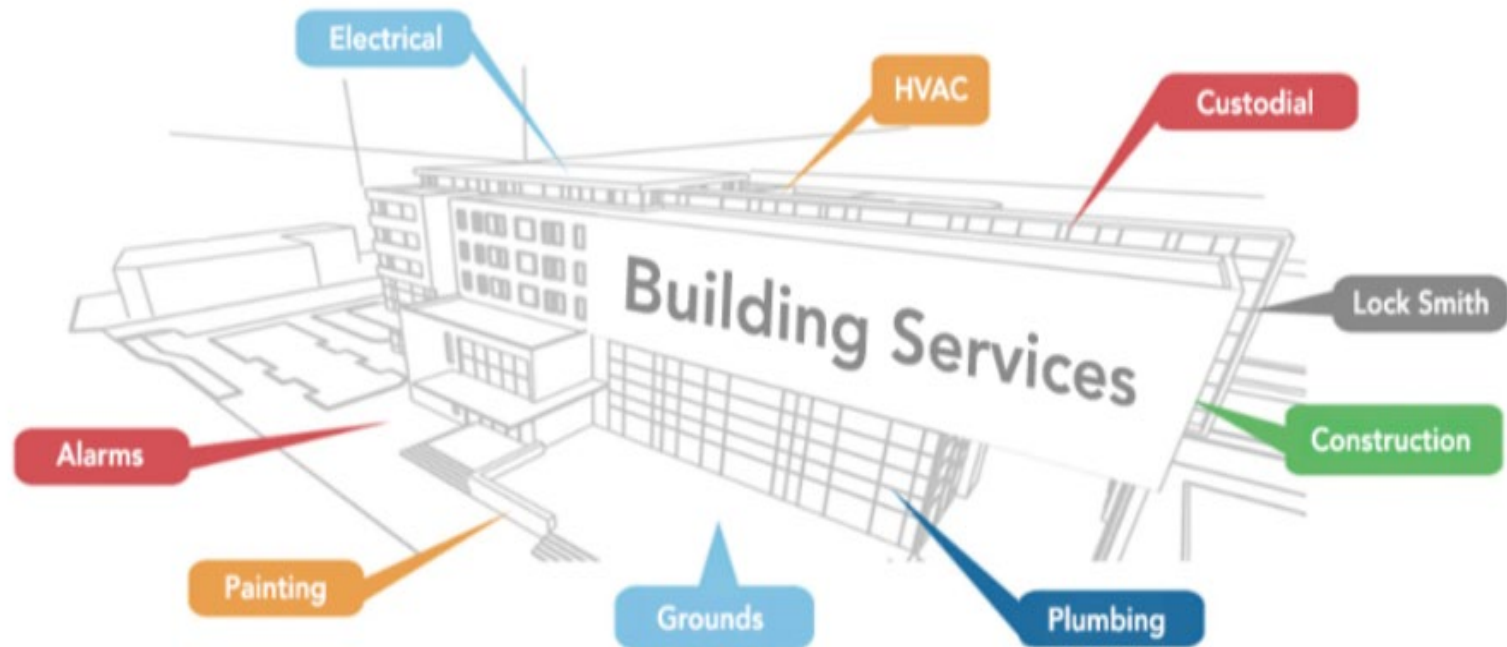 Electrical
HVAC
Custodial
Building Services
Lock Smith
Construction
Alarms
Painting
Grounds
Plumbing